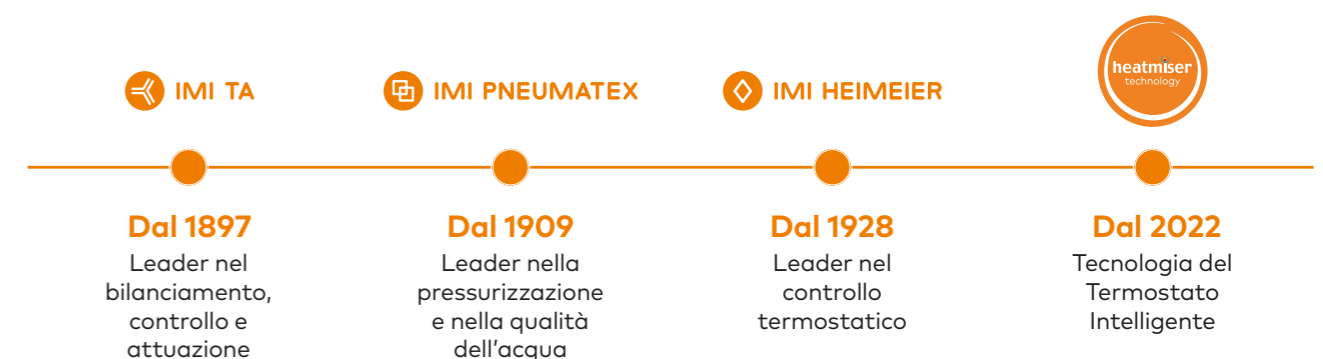 IMI TA
Dal 1897
Leader nel
bilanciamento,
controllo e
attuazione
IMI PNEUMATEX
Dal 1909
Leader nella
pressurizzazione
e nella qualità
dell'acqua
IMI HEIMEIER
Dal 1928
Leader nel
controllo
termostatico
heatmiser
technology
Dal 2022
Tecnologia del
Termostato
Intelligente